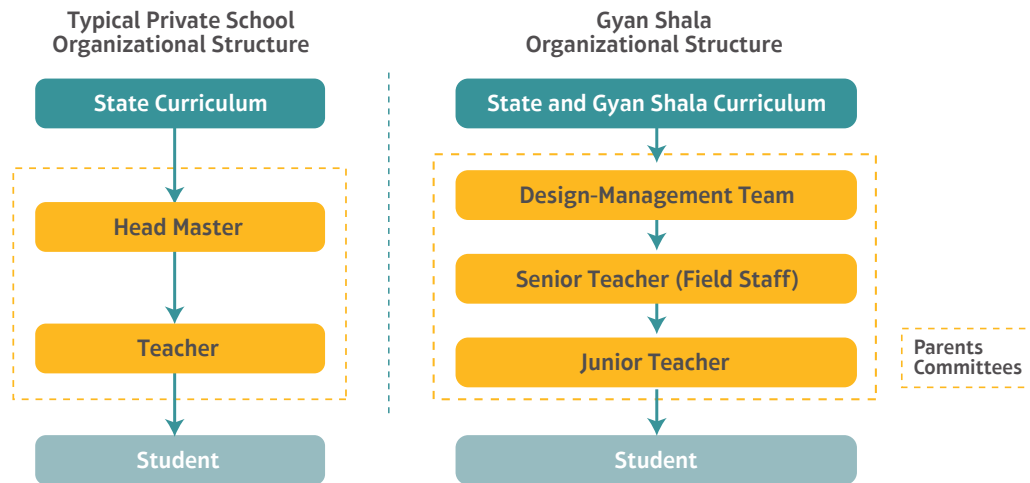 Typical Private School
Organizational Structure
State Curriculum
Head Master
Teacher
Student
Gyan Shala
Organizational Structure
State and Gyan Shala Curriculum
Design-Management Team
Senior Teacher (Field Staff)
Junior Teacher
Student
Parents
Committees